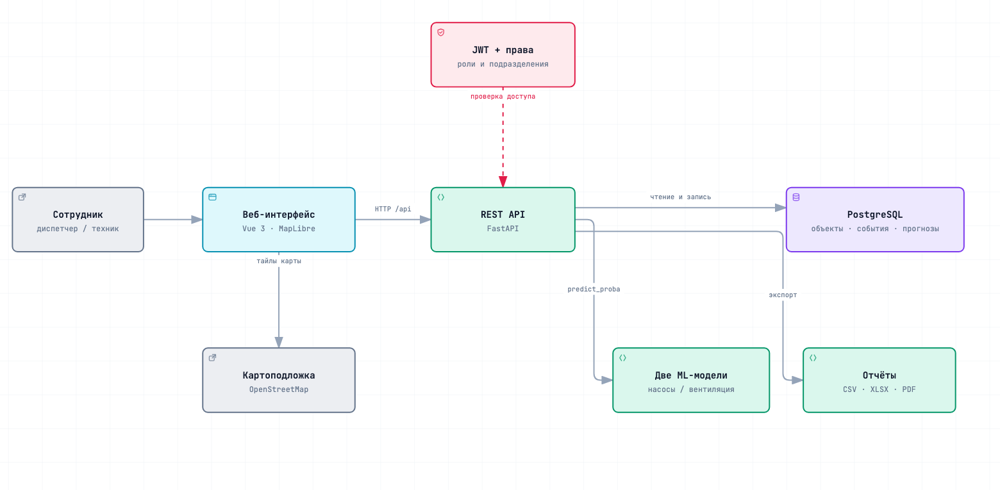 JWT + права
роли и подразделения
проверка доступа
Сотрудник
диспетчер / техник
Веб-интерфейс
Vue 3 · MapLibre
HTTP /api
REST API
FastAPI
чтение и запись
PostgreSQL
объекты · события · прогнозы
тайлы карты
predict_proba
экспорт
Картоподложка
OpenStreetMap
Две ML-модели
насосы / вентиляция
Отчёты
CSV · XLSX · PDF